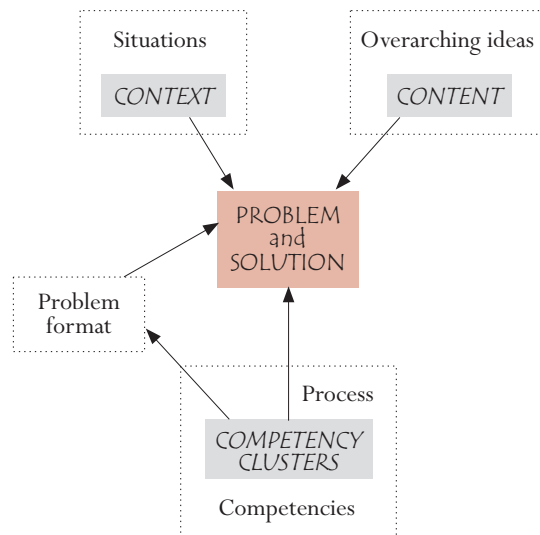 Situations
CONTEXT
Overarching ideas
CONTENT
PROBLEM
and
SOLUTION
Problem
format
Process
COMPETENCY
CLUSTERS
Competencies